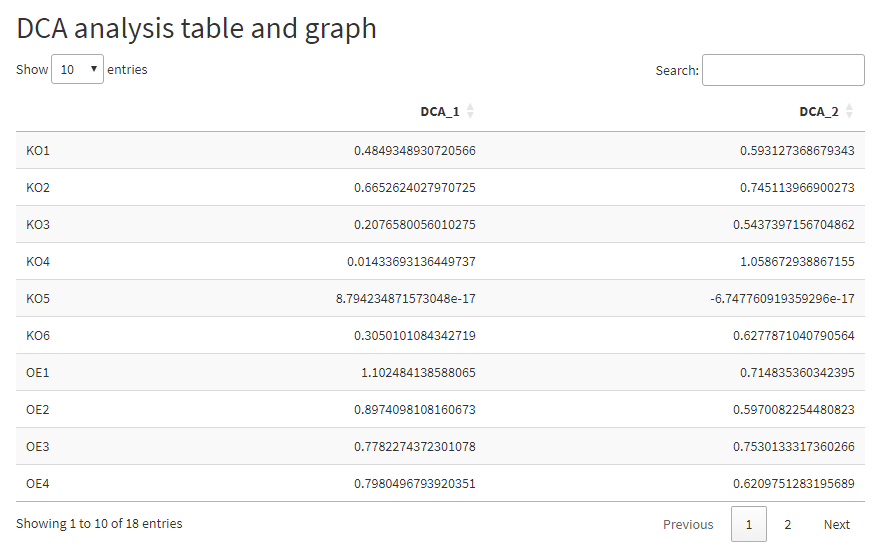 DCA analysis table and graph
Show 10 entries Search:
DCA_1 DCA_2
KO1 0.4849348930720566 0.593127368679343
KO2 0.6652624027970725 0.745113966900273
KO3 0.2076580056010275 0.5437397156704862
KO4 0.01433693136449737 1.058672938867155
KO5 8.794234871573048e-17 -6.747760919359296e-17
KO6 0.3050101084342719 0.6277871040790564
OE1 1.102484138588065 0.714835360342395
OE2 0.8974098108160673 0.5970082254480823
OE3 0.7782274372301078 0.7530133317360266
OE4 0.7980496793920351 0.6209751283195689
Showing 1 to 10 of 18 entries Previous 1 2 Next